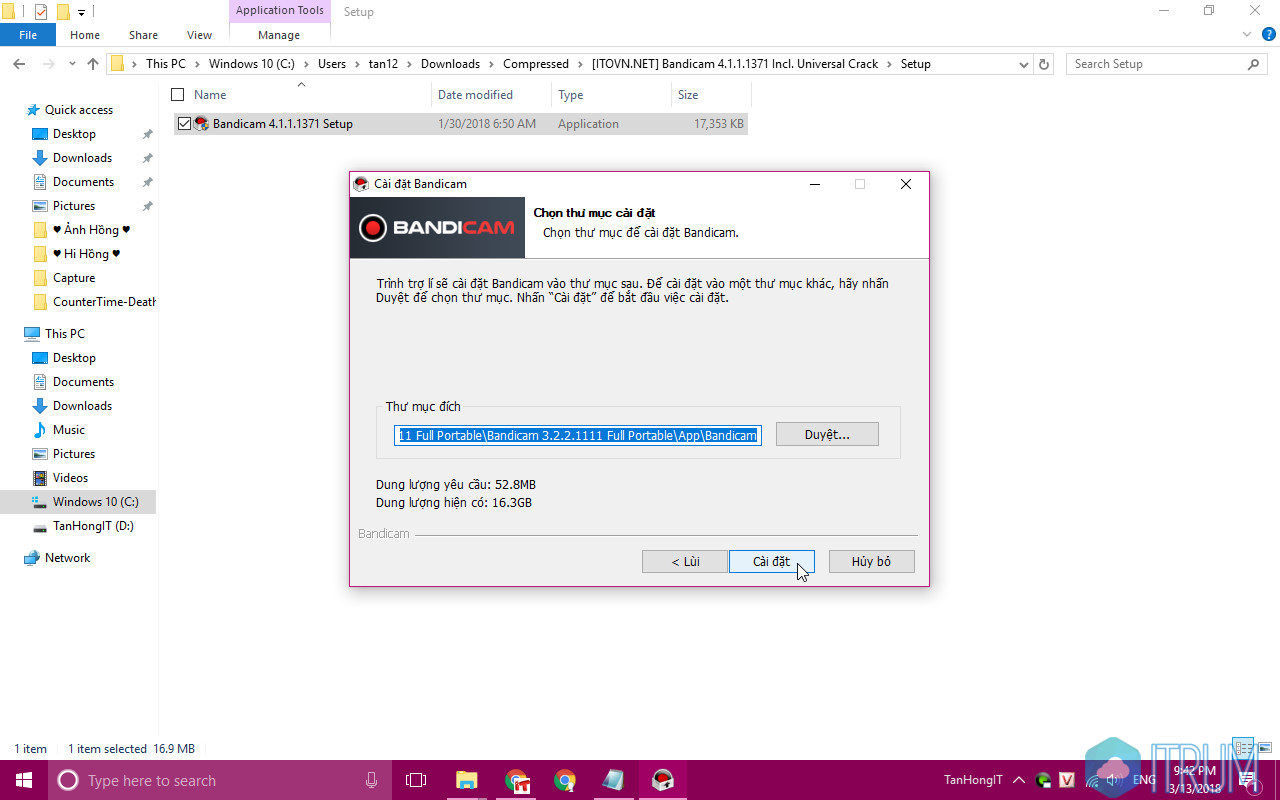 Application Tools
Setup
File
Home
Share
View
Manage
This PC
Windows 10 (C:)
Users
tan12
Downloads
Compressed
[ITOVN.NET] Bandicam 4.1.1.1371 Incl. Universal Crack
Setup
Search Setup
Name
Date modified
Type
Size
Bandicam 4.1.1.1371 Setup
1/30/2018 6:50 AM
Application
17,353 KB
Quick access
Desktop
Downloads
Documents
Pictures
♥ Ảnh Hồng ♥
♥ Hi Hồng ♥
Capture
CounterTime-Death
This PC
Desktop
Documents
Downloads
Music
Pictures
Videos
Windows 10 (C:)
TanHongIT (D:)
Network
Cài đặt Bandicam
BANDICAM
Chọn thư mục cài đặt
Chọn thư mục để cài đặt Bandicam.
Trình trợ lí sẽ cài đặt Bandicam vào thư mục sau. Để cài đặt vào một thư mục khác, hãy nhấn
Duyệt để chọn thư mục. Nhấn “Cài đặt” để bắt đầu việc cài đặt.
Thư mục đích
11 Full Portable\Bandicam 3.2.2.1111 Full Portable\App\Bandicam
Duyệt...
Dung lượng yêu cầu: 52.8MB
Dung lượng hiện có: 16.3GB
Bandicam
< Lùi
Cài đặt
Hủy bỏ
1 item
1 item selected 16.9 MB
Type here to search
TanHongIT
V
ENG
9:42 PM
3/13/2018
1
ITRUM